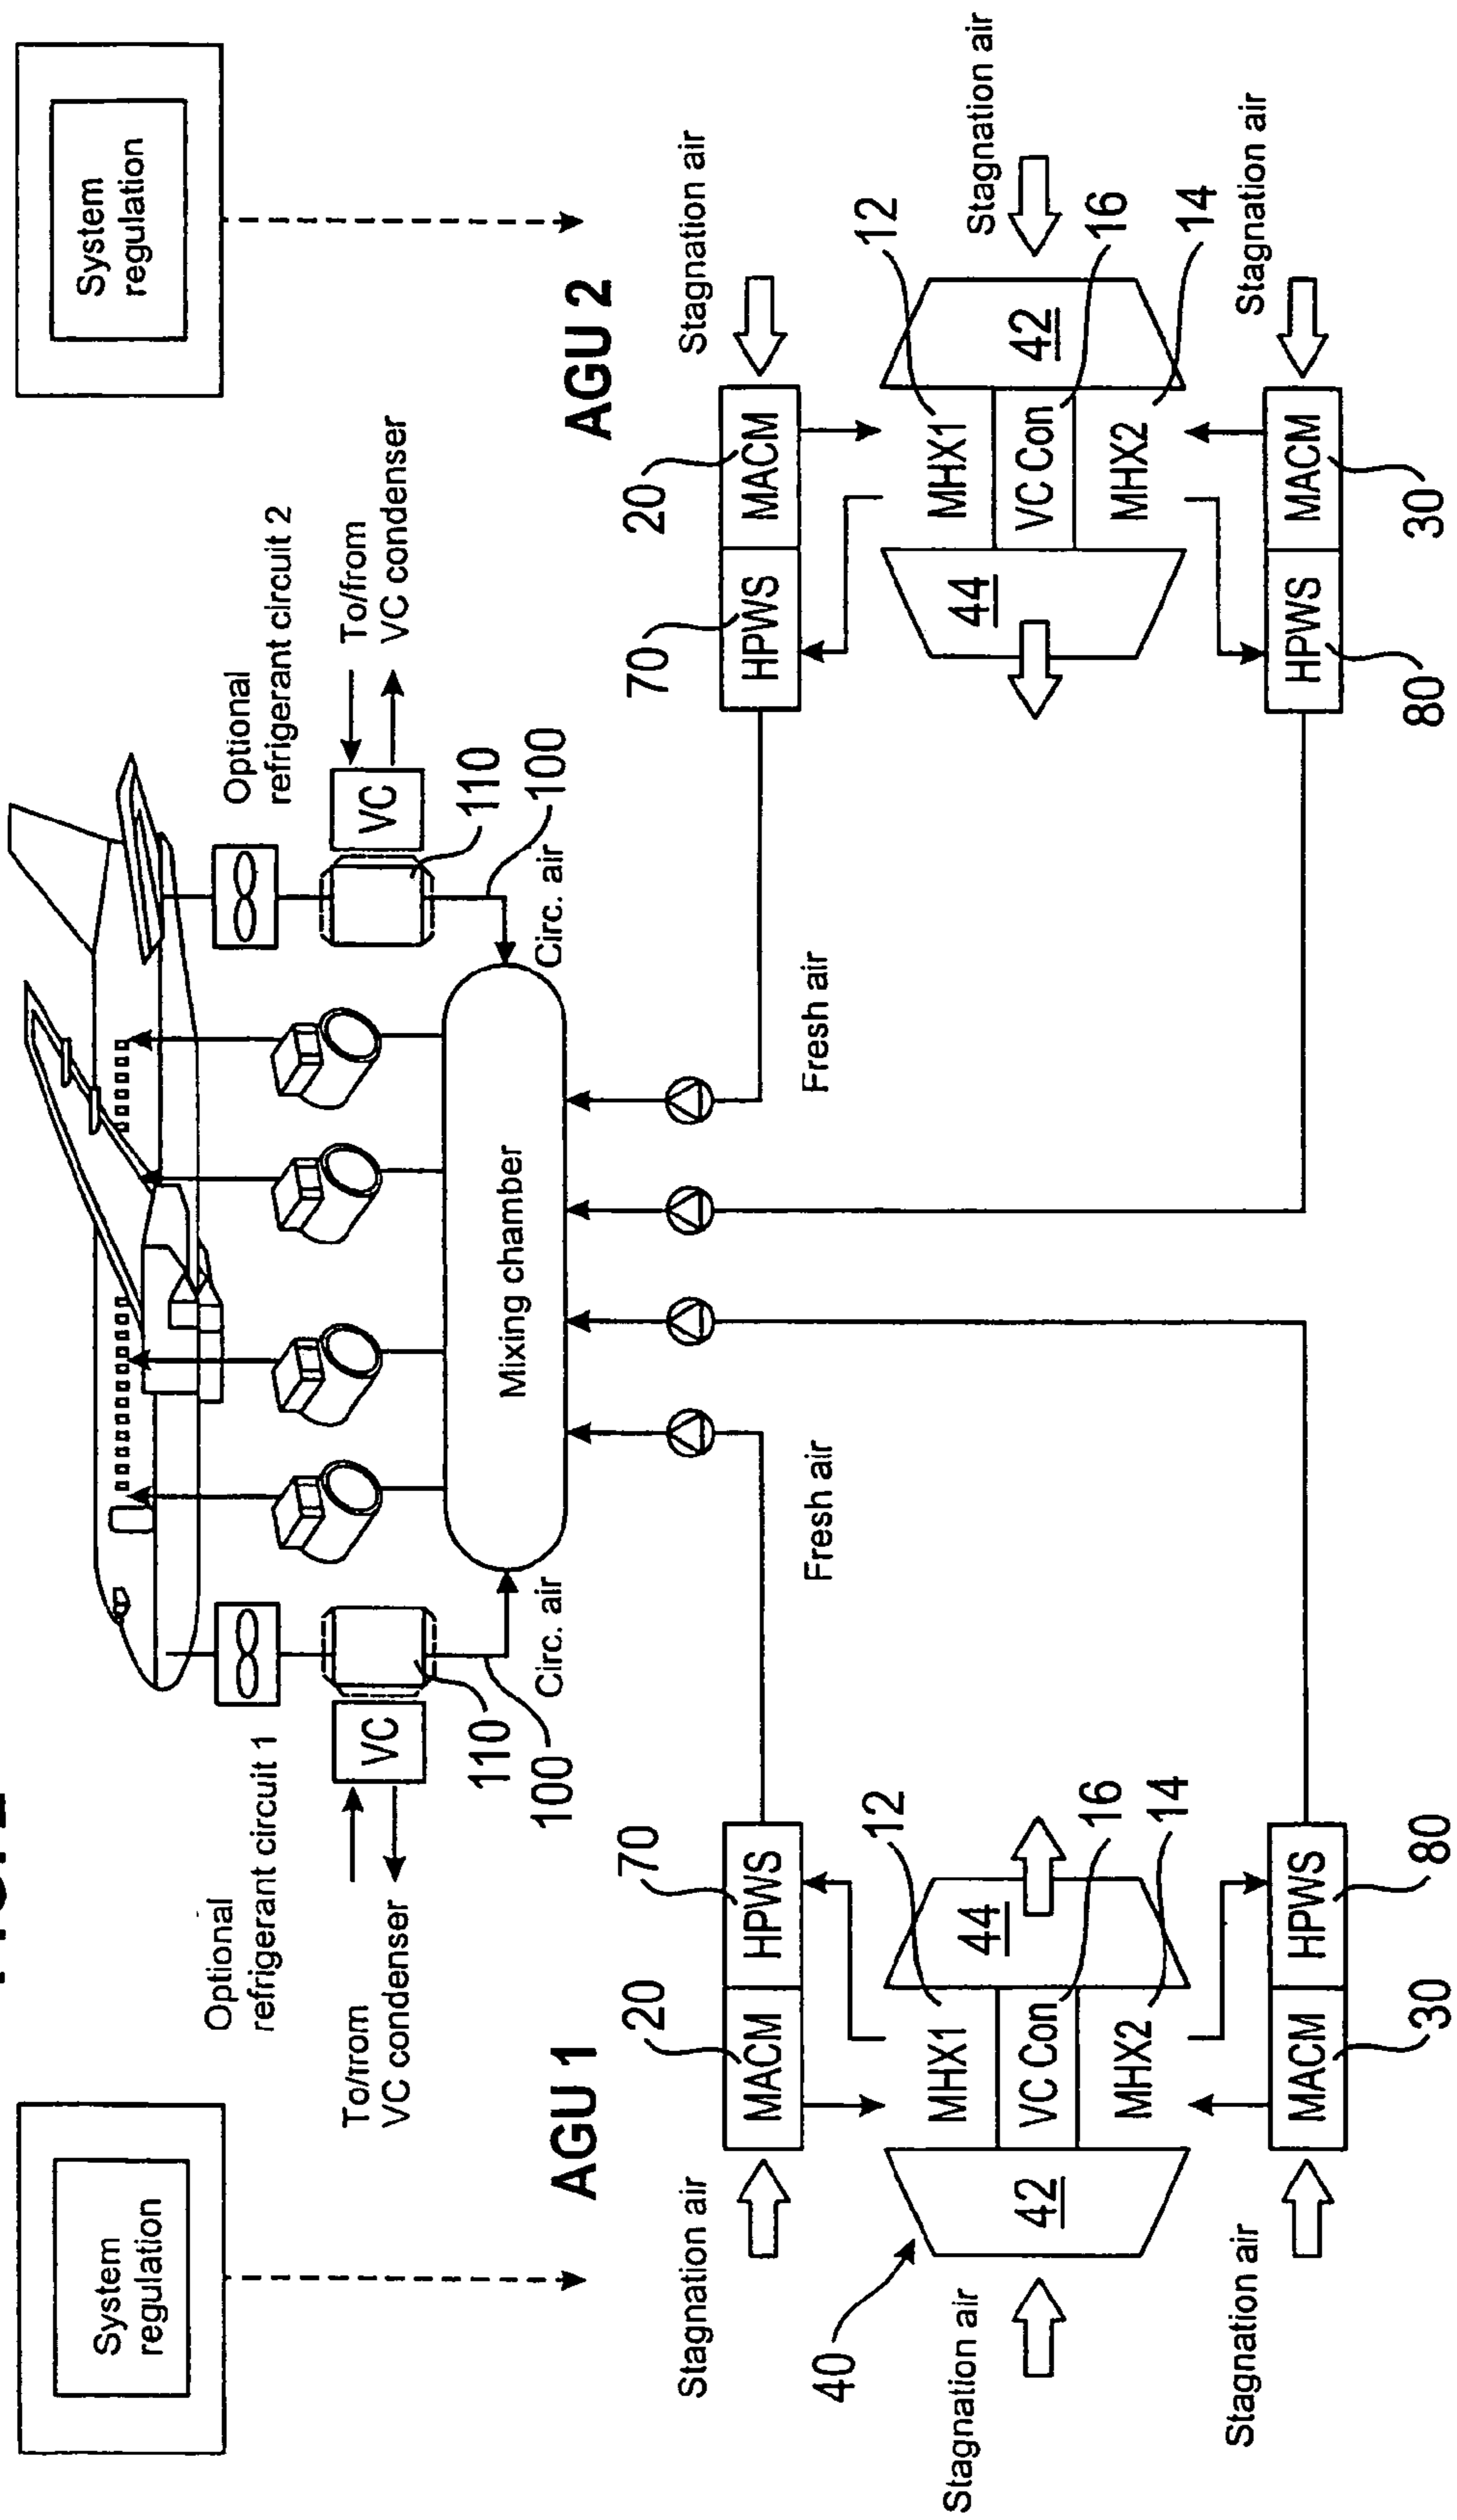 System
regulation
System
regulation
Optional
refrigerant circuit 1
Optional
refrigerant circuit 2
To/trom
VC condenser
VC
VC
To/from
VC condenser
110
100
Circ. air
Mixing chamber
Circ. air
110
100
AGU 1
AGU 2
Stagnation air
20
70
MACM
HPWS
Fresh air
Fresh air
70
20
HPWS
MACM
Stagnation air
40
Stagnation air
42
MHX1
VC Con
MHX2
44
12
16
14
44
MHX1
VC Con
MHX2
42
12
16
14
Stagnation air
Stagnation air
MACM
HPWS
30
80
HPWS
MACM
80
30
Stagnation air